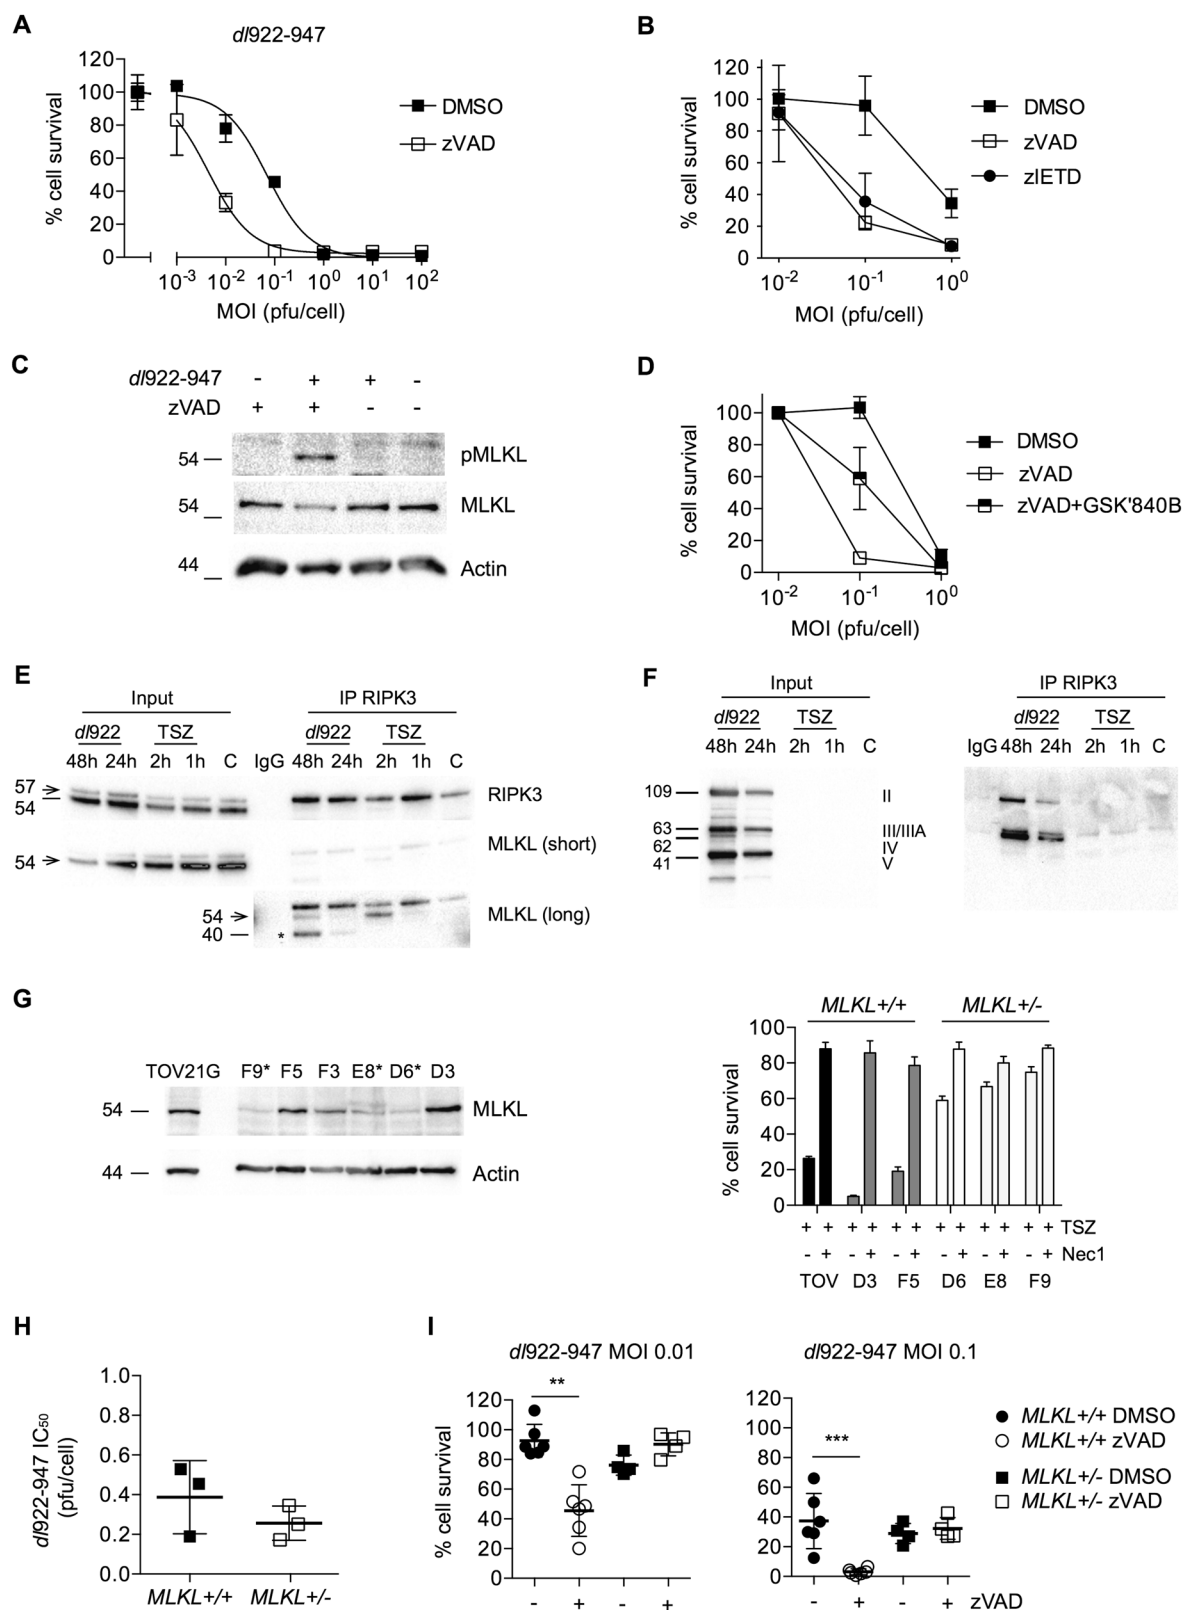 A
dl922-947
120
100
80
60
40
20
0
% cell survival
10-3 10-2 10-1 100 101 102
MOI (pfu/cell)
DMSO
zVAD
B
120
100
80
60
40
20
0
% cell survival
10-2 10-1 100
MOI (pfu/cell)
DMSO
zVAD
zIETD
C
dl922-947 - + + -
zVAD + + - -
54 pMLKL
54 MLKL
44 Actin
D
100
80
60
40
20
0
% cell survival
10-2 10-1 100
MOI (pfu/cell)
DMSO
zVAD
zVAD+GSK'840B
E
Input IP RIPK3
dl922 TSZ dl922 TSZ
48h 24h 2h 1h C IgG 48h 24h 2h 1h C
57
54 RIPK3
MLKL (short)
54
54 MLKL (long)
40 *
F
Input IP RIPK3
dl922 TSZ dl922 TSZ
48h 24h 2h 1h C IgG 48h 24h 2h 1h C
109 II
63 III/IIIA
62 IV
41 V
G
TOV21G F9* F5 F3 E8* D6* D3
54 MLKL
44 Actin
MLKL+/+ MLKL+/-
100
80
60
40
20
0
% cell survival
+ + + + + + + + + + + + TSZ
- + - + - + - + - + - + Nec1
TOV D3 F5 D6 E8 F9
H
1.0
0.8
0.6
0.4
0.2
0.0
dl922-947 IC50
(pfu/cell)
MLKL+/+ MLKL+/-
I
dl922-947 MOI 0.01
120
100
80
60
40
20
0
% cell survival
**
- + - +
dl922-947 MOI 0.1
120
100
80
60
40
20
0
***
- + - + zVAD
MLKL+/+ DMSO
MLKL+/+ zVAD
MLKL+/- DMSO
MLKL+/- zVAD